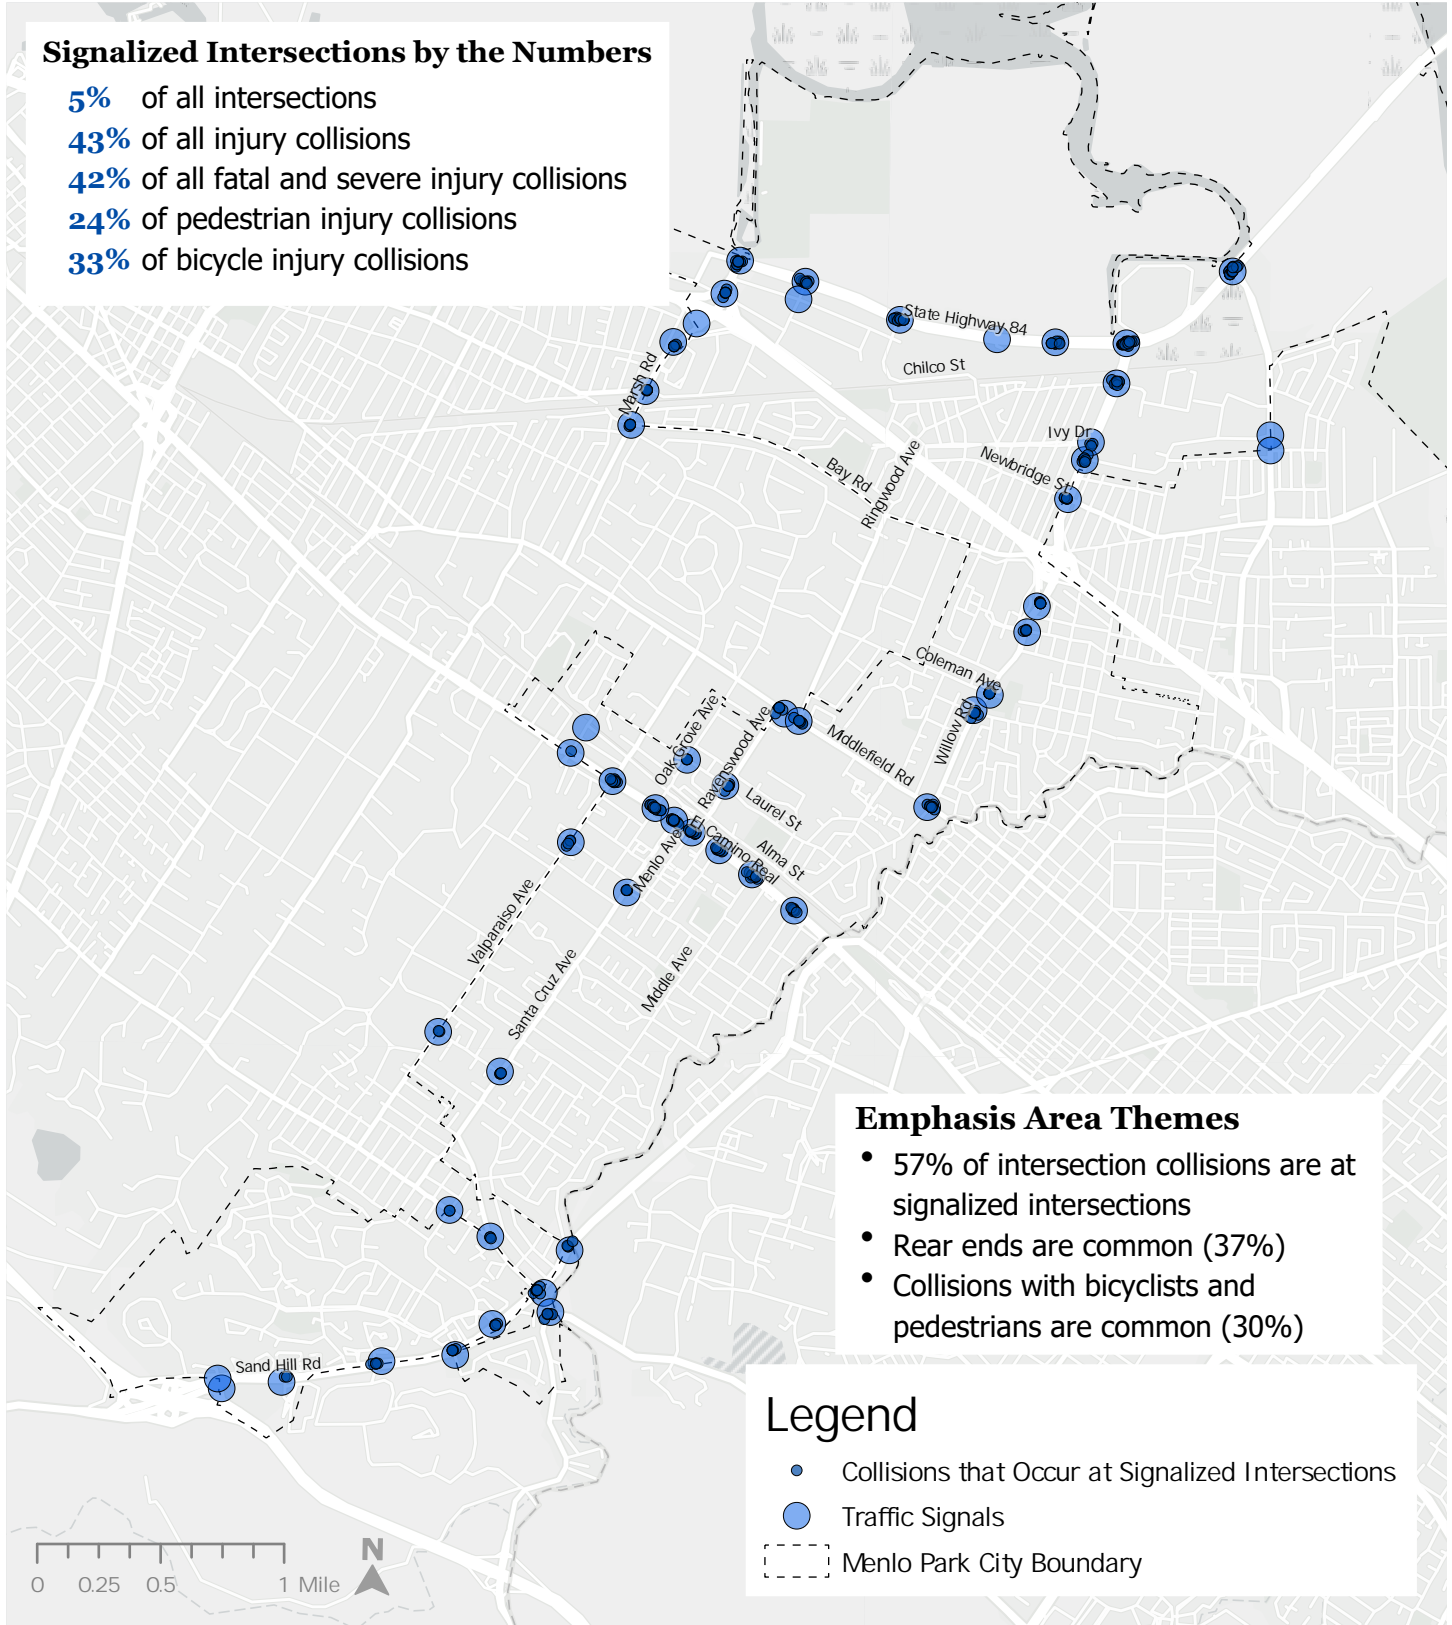 Signalized Intersections by the Numbers
5% of all intersections
43% of all injury collisions
42% of all fatal and severe injury collisions
24% of pedestrian injury collisions
33% of bicycle injury collisions
State Highway 84
Chilco St
Marsh Rd
Ivy Dr
Newbridge St
Bay Rd
Ringwood Ave
Coleman Ave
Willow Rd
Middlefield Rd
Oak Grove Ave
Ravenswood Ave
Laurel St
El Camino Real
Alma St
Menlo Ave
Valparaiso Ave
Santa Cruz Ave
Middle Ave
Sand Hill Rd
Emphasis Area Themes
• 57% of intersection collisions are at
signalized intersections
• Rear ends are common (37%)
• Collisions with bicyclists and
pedestrians are common (30%)
Legend
Collisions that Occur at Signalized Intersections
Traffic Signals
Menlo Park City Boundary
N
0 0.25 0.5 1 Mile